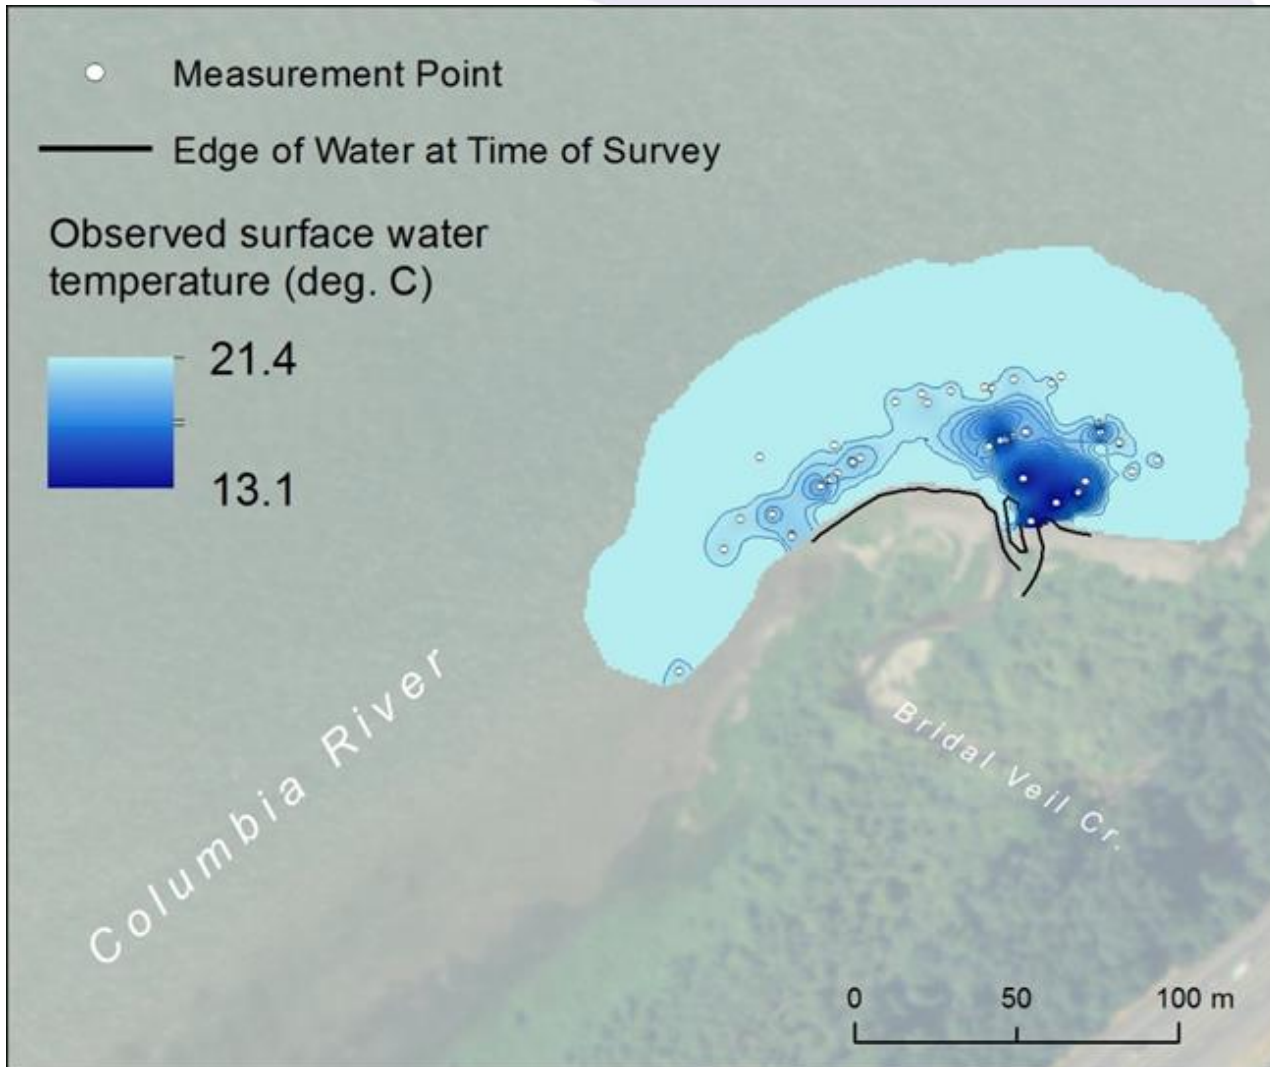 Measurement Point
Edge of Water at Time of Survey
Observed surface water
temperature (deg. C)
21.4
13.1
Columbia River
Bridal Veil Cr.
0 50 100 m